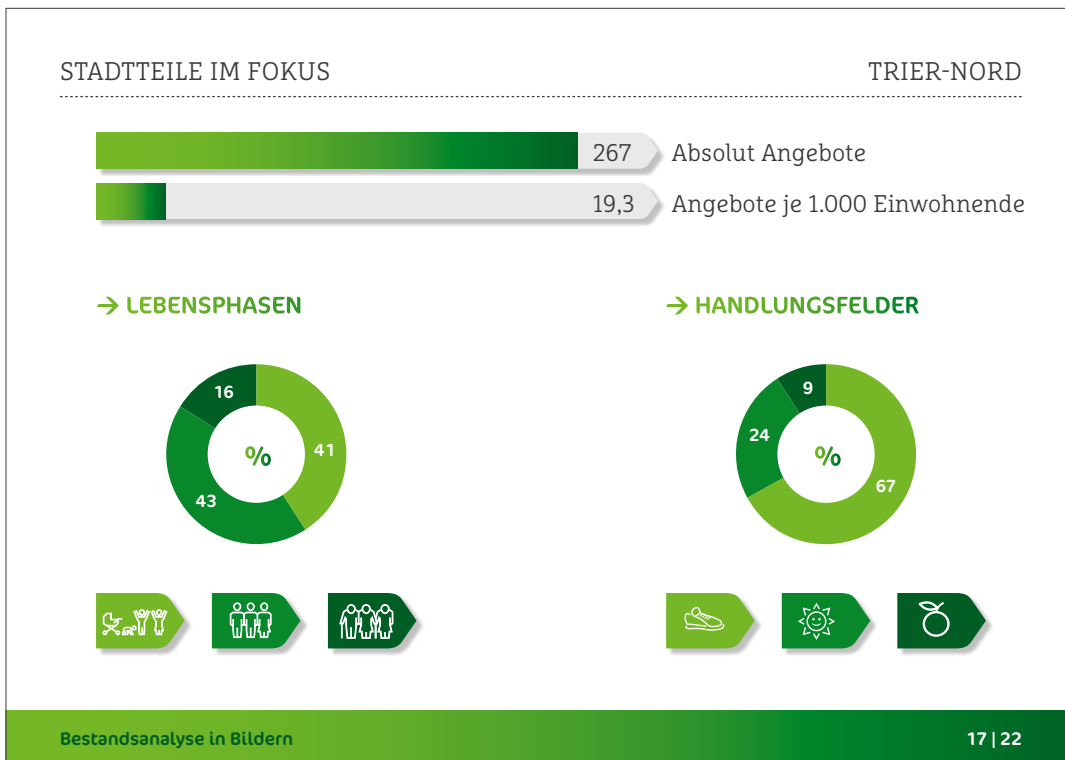 STADTTEILE IM FOKUS
TRIER-NORD
267
Absolut Angebote
19,3
Angebote je 1.000 Einwohnende
→ LEBENSPHASEN
→ HANDLUNGSFELDER
16
41
43
%
9
24
67
%
Bestandsanalyse in Bildern
17 | 22